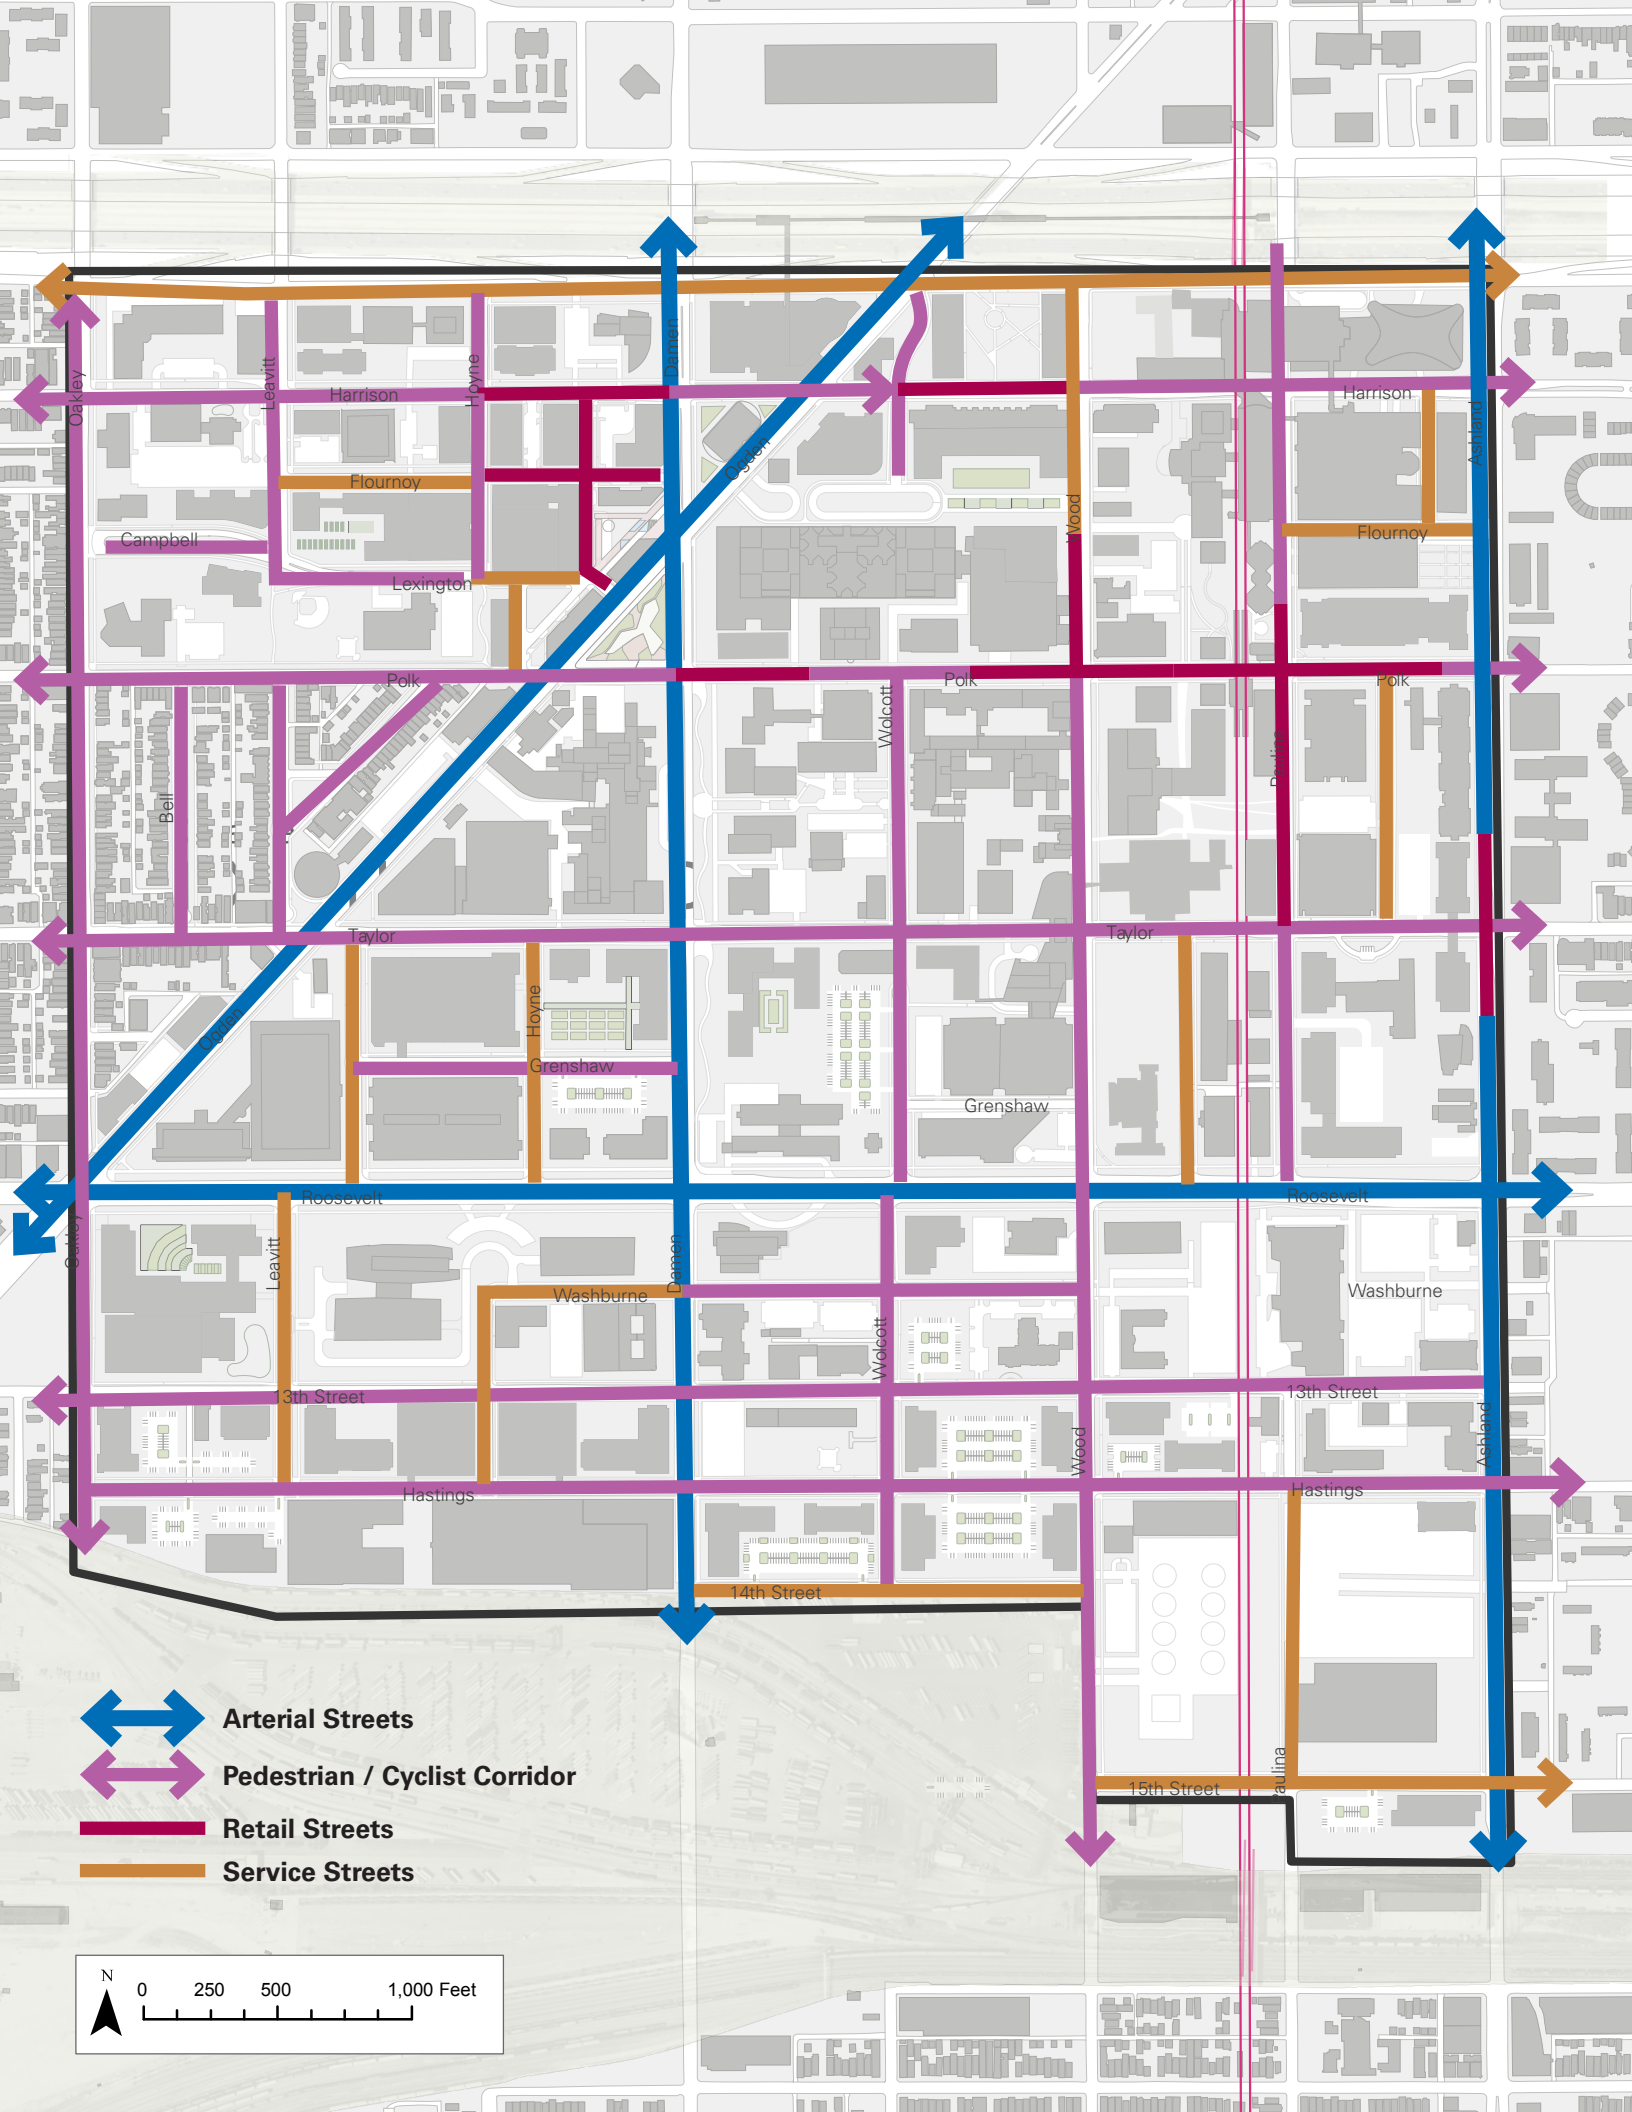 Damen
Leavitt
Hoyne
Oakley
Harrison
Harrison
Ashland
Ogden
Flournoy
Wood
Flournoy
Campbell
Lexington
Polk
Polk
Polk
Wolcott
Paulina
Bell
Taylor
Taylor
Ogden
Hoyne
Grenshaw
Grenshaw
Roosevelt
Roosevelt
Oakley
Leavitt
Damen
Washburne
Washburne
Wolcott
13th Street
13th Street
Wood
Ashland
Hastings
Hastings
14th Street
Arterial Streets
Pedestrian / Cyclist Corridor
Paulina
15th Street
Retail Streets
Service Streets
N
0 250 500 1,000 Feet